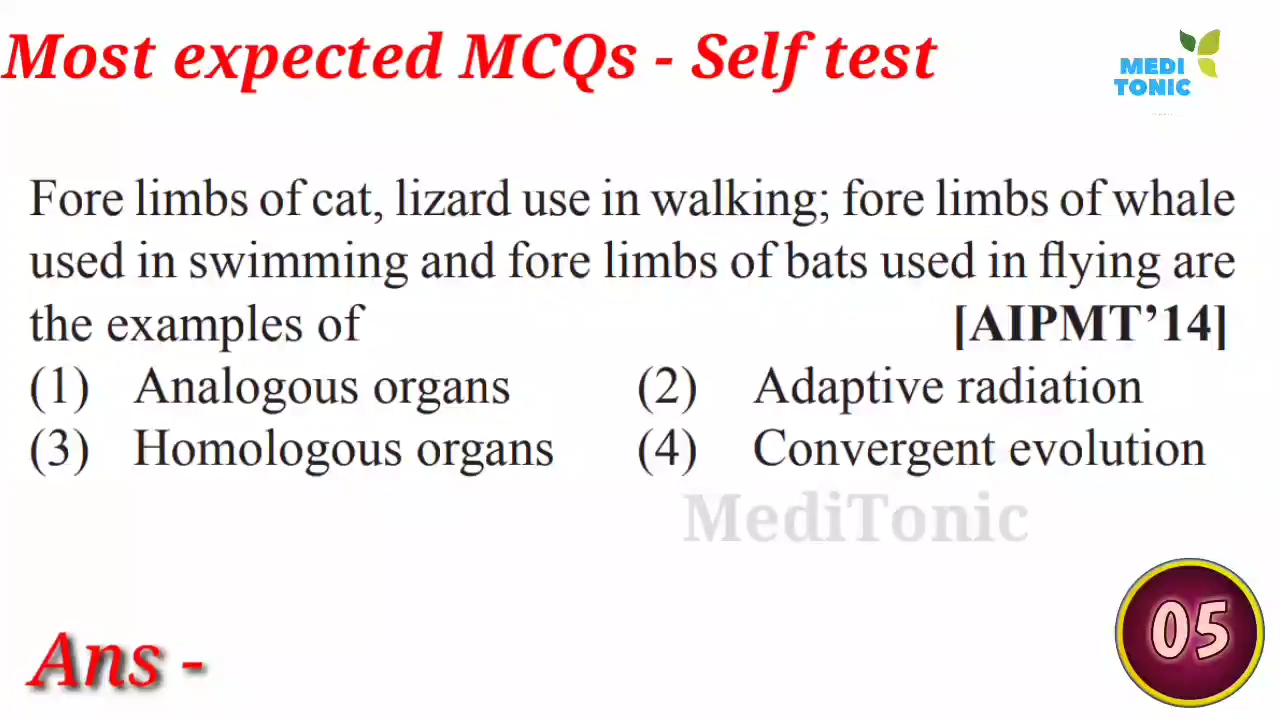 Most expected MCQs - Self test
MEDI
TONIC
Fore limbs of cat, lizard use in walking; fore limbs of whale
used in swimming and fore limbs of bats used in flying are
the examples of [AIPMT’14]
(1) Analogous organs (2) Adaptive radiation
(3) Homologous organs (4) Convergent evolution
MediTonic
05
Ans -